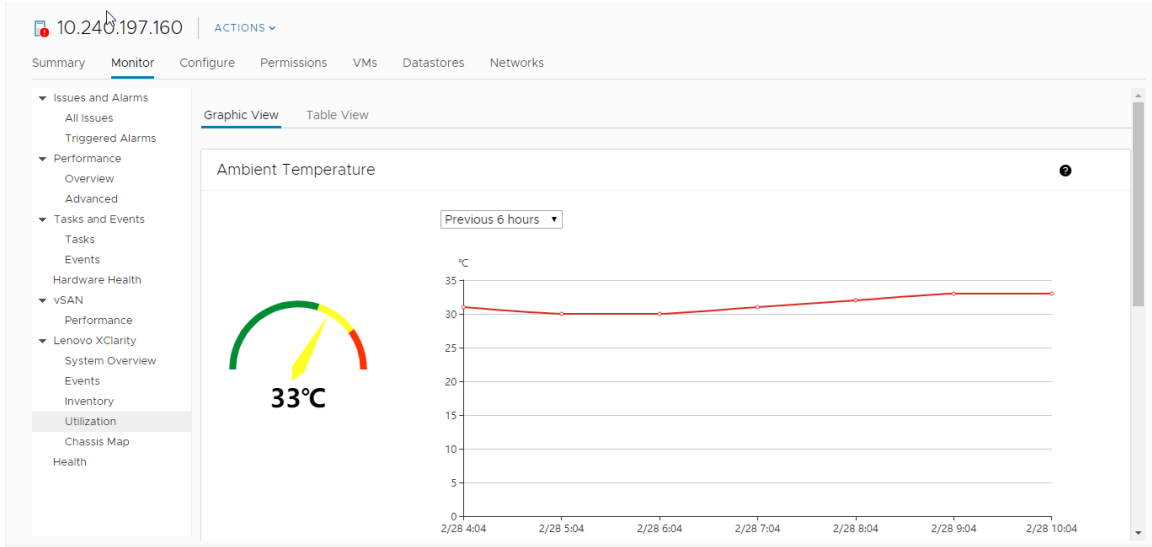 10.240.197.160 ACTIONS
Summary Monitor Configure Permissions VMs Datastores Networks
Issues and Alarms
All Issues
Triggered Alarms
Performance
Overview
Advanced
Tasks and Events
Tasks
Events
Hardware Health
vSAN
Performance
Lenovo XClarity
System Overview
Events
Inventory
Utilization
Chassis Map
Health
Graphic View Table View
Ambient Temperature ?
Previous 6 hours
33°C
°C
35
30
25
20
15
10
5
0
2/28 4:04 2/28 5:04 2/28 6:04 2/28 7:04 2/28 8:04 2/28 9:04 2/28 10:04